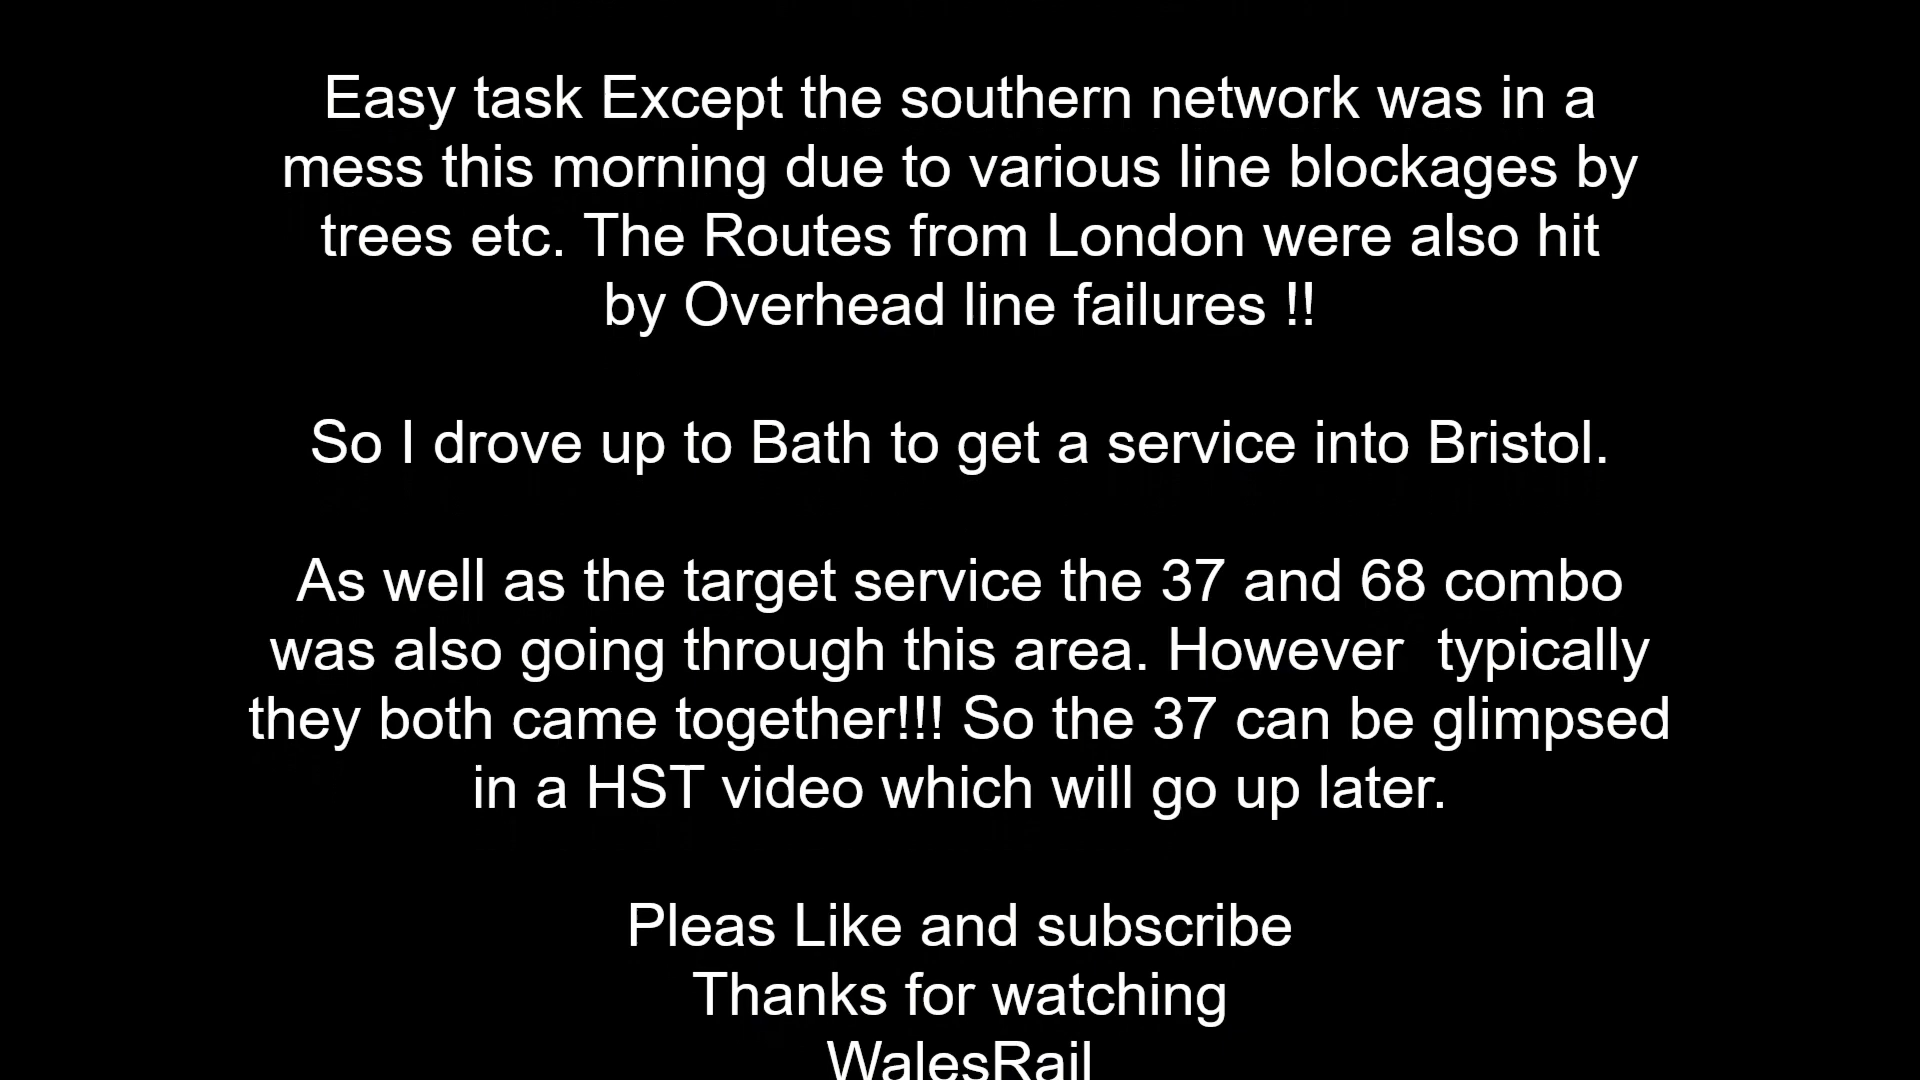 Easy task Except the southern network was in a
mess this morning due to various line blockages by
trees etc. The Routes from London were also hit
by Overhead line failures !!
So I drove up to Bath to get a service into Bristol.
As well as the target service the 37 and 68 combo
was also going through this area. However  typically
they both came together!!! So the 37 can be glimpsed
in a HST video which will go up later.
Pleas Like and subscribe
Thanks for watching
WalesRail